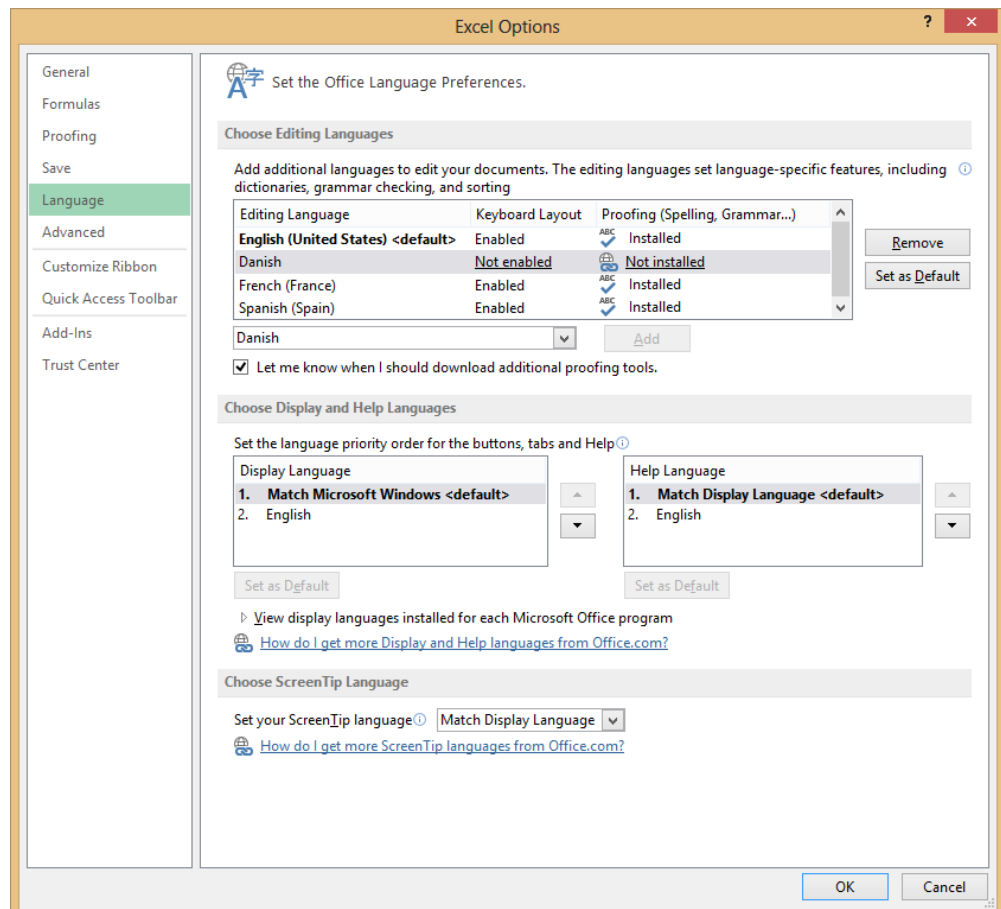 Excel Options
?
General
Formulas
Proofing
Save
Language
Advanced
Customize Ribbon
Quick Access Toolbar
Add-Ins
Trust Center
A字 Set the Office Language Preferences.
Choose Editing Languages
Add additional languages to edit your documents. The editing languages set language-specific features, including
dictionaries, grammar checking, and sorting
Editing Language Keyboard Layout Proofing (Spelling, Grammar...)
English (United States) <default> Enabled ABC Installed
Danish Not enabled Not installed
French (France) Enabled ABC Installed
Spanish (Spain) Enabled ABC Installed
Remove
Set as Default
Danish Add
Let me know when I should download additional proofing tools.
Choose Display and Help Languages
Set the language priority order for the buttons, tabs and Help
Display Language
1. Match Microsoft Windows <default>
2. English
Set as Default
Help Language
1. Match Display Language <default>
2. English
Set as Default
View display languages installed for each Microsoft Office program
How do I get more Display and Help languages from Office.com?
Choose ScreenTip Language
Set your ScreenTip language Match Display Language
How do I get more ScreenTip languages from Office.com?
OK Cancel